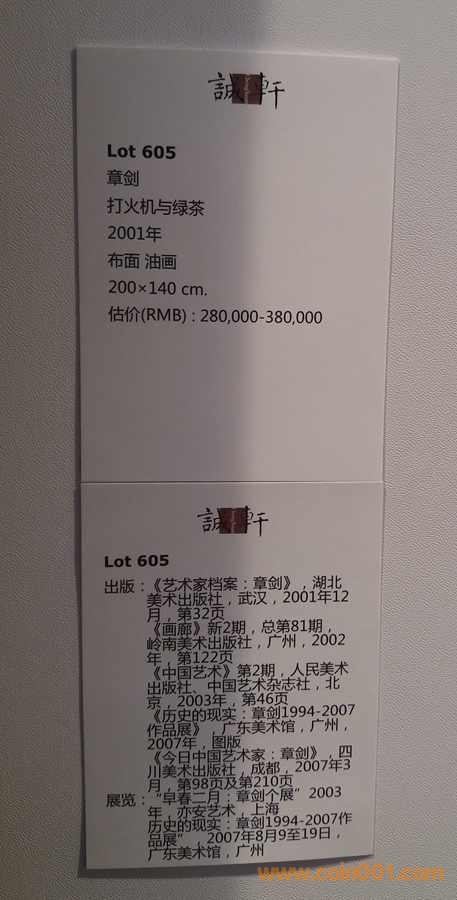 誠軒
Lot 605
章剑
打火机与绿茶
2001年
布面 油画
200×140 cm.
估价(RMB) : 280,000-380,000
誠軒
Lot 605
出版：《艺术家档案：章剑》，湖北
美术出版社，武汉，2001年12
月，第32页
《画廊》新2期，总第81期，
岭南美术出版社，广州，2002
年，第122页
《中国艺术》第2期，人民美术
出版社、中国艺术杂志社，北
京，2003年，第46页
《历史的现实：章剑1994-2007
作品展》，广东美术馆，广州，
2007年，图版
《今日中国艺术家：章剑》，四
川美术出版社，成都，2007年3
月，第98页及第210页
展览：“早春二月：章剑个展”2003
年，亦安艺术，上海
历史的现实：章剑1994-2007作
品展”，2007年8月9至19日，
广东美术馆，广州
www.coin001.com